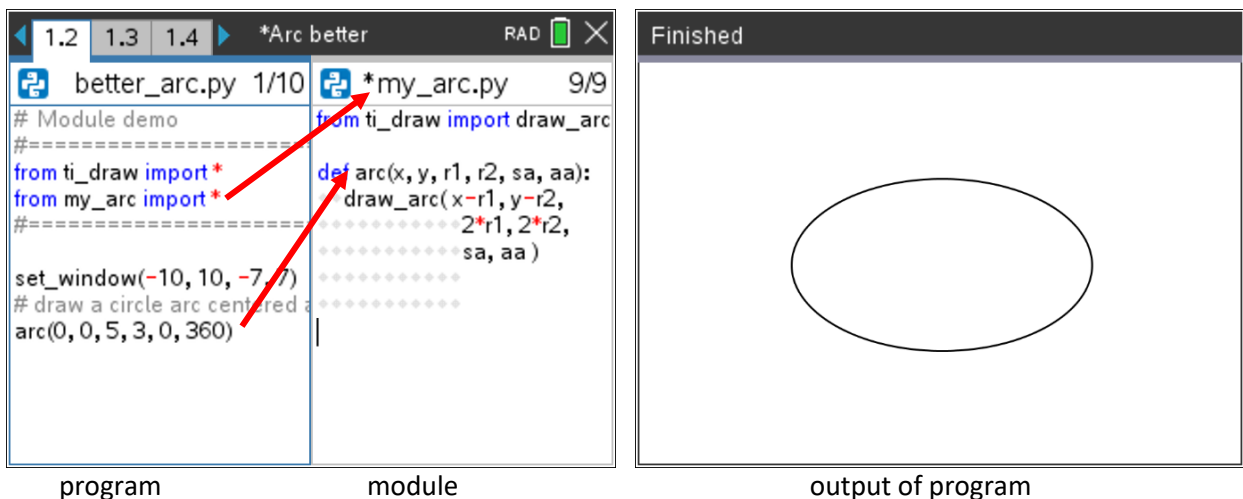 1.2 1.3 1.4 *Arc better RAD
better_arc.py 1/10
# Module demo
#======================
from ti_draw import *
from my_arc import *
#======================
set_window(-10, 10, -7, 7)
# draw a circle arc centered
arc(0, 0, 5, 3, 0, 360)
*my_arc.py 9/9
from ti_draw import draw_arc
def arc(x, y, r1, r2, sa, aa):
draw_arc( x-r1, y-r2,
2*r1, 2*r2,
sa, aa )
Finished
program module output of program